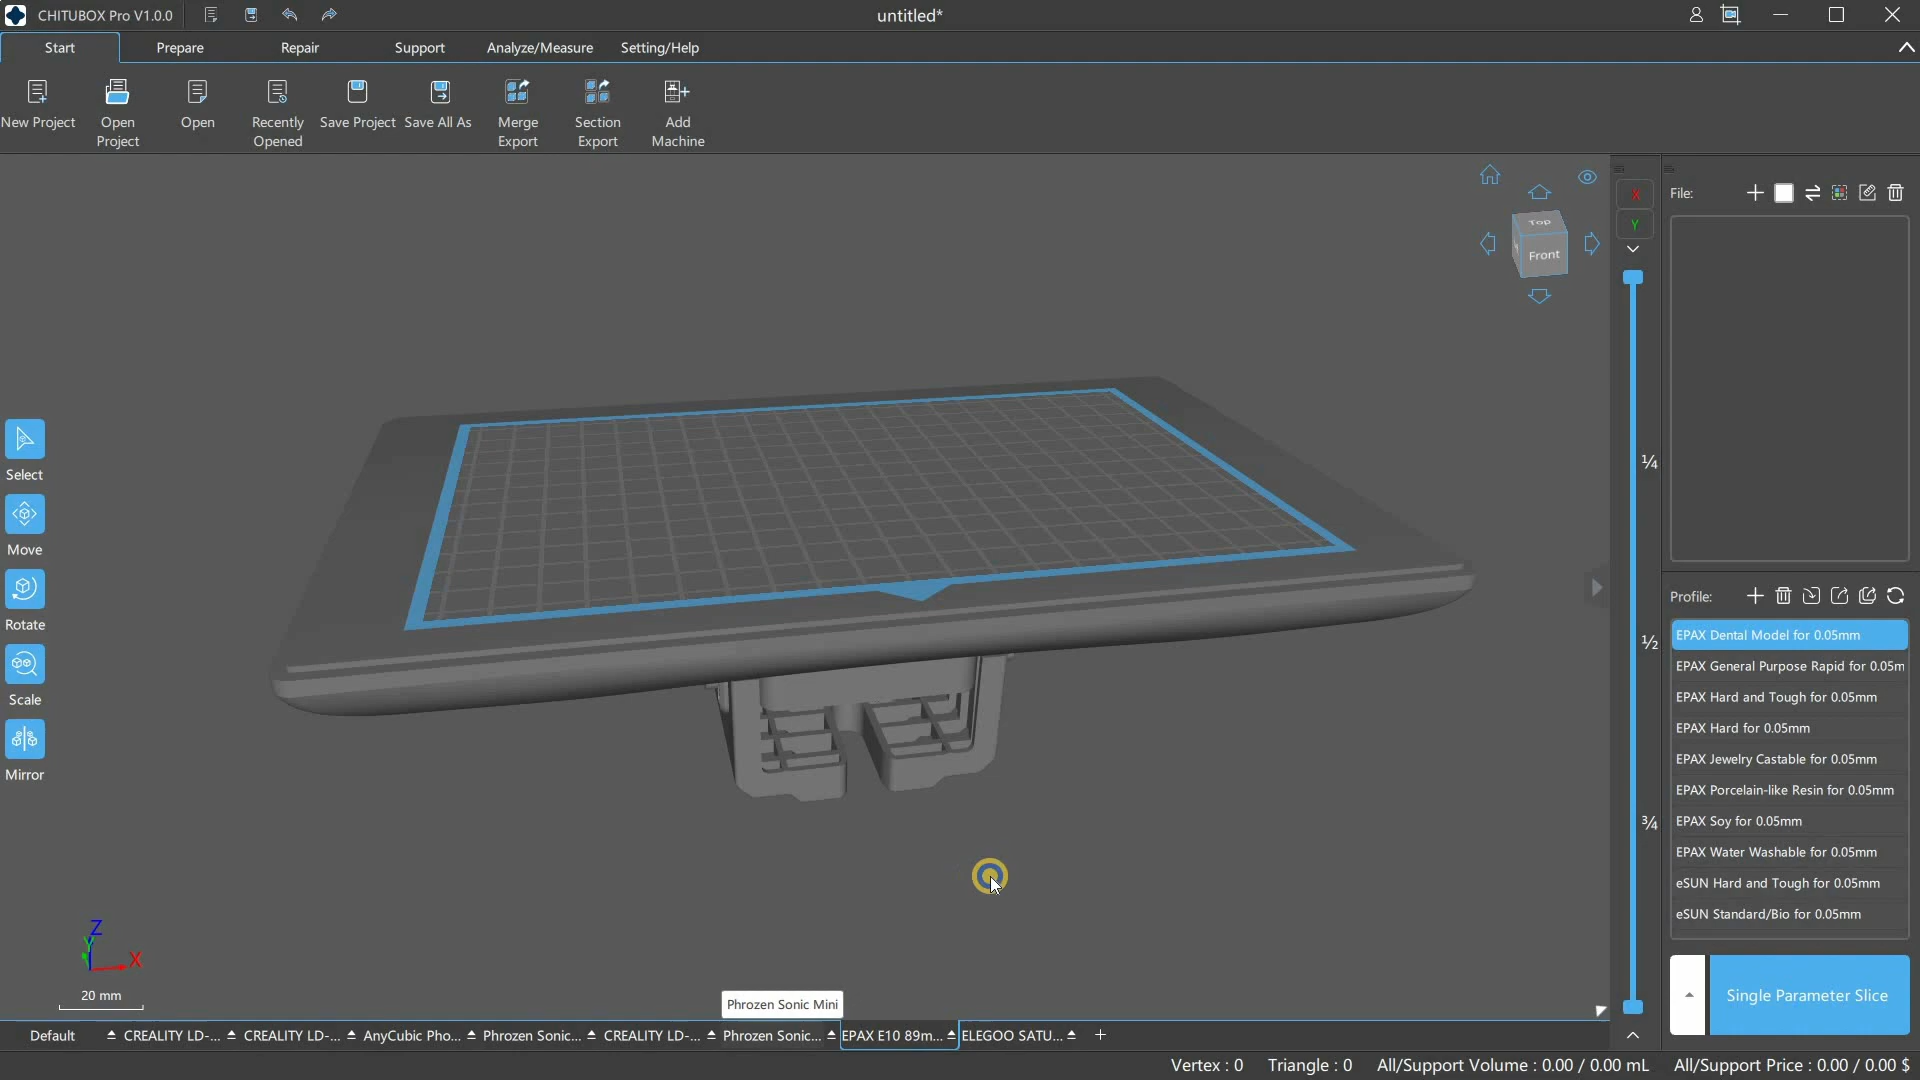 CHITUBOX Pro V1.0.0
untitled*
Start
Prepare
Repair
Support
Analyze/Measure
Setting/Help
New Project
Open
Project
Open
Recently
Opened
Save Project
Save All As
Merge
Export
Section
Export
Add
Machine
Top
Front
X
Y
File:
Select
Move
Rotate
Scale
Mirror
¼
½
¾
Profile:
EPAX Dental Model for 0.05mm
EPAX General Purpose Rapid for 0.05m
EPAX Hard and Tough for 0.05mm
EPAX Hard for 0.05mm
EPAX Jewelry Castable for 0.05mm
EPAX Porcelain-like Resin for 0.05mm
EPAX Soy for 0.05mm
EPAX Water Washable for 0.05mm
eSUN Hard and Tough for 0.05mm
eSUN Standard/Bio for 0.05mm
Single Parameter Slice
Z
Y
X
20 mm
Phrozen Sonic Mini
Default
CREALITY LD-...
CREALITY LD-...
AnyCubic Pho...
Phrozen Sonic...
CREALITY LD-...
Phrozen Sonic...
EPAX E10 89m...
ELEGOO SATU...
Vertex : 0
Triangle : 0
All/Support Volume : 0.00 / 0.00 mL
All/Support Price : 0.00 / 0.00 $